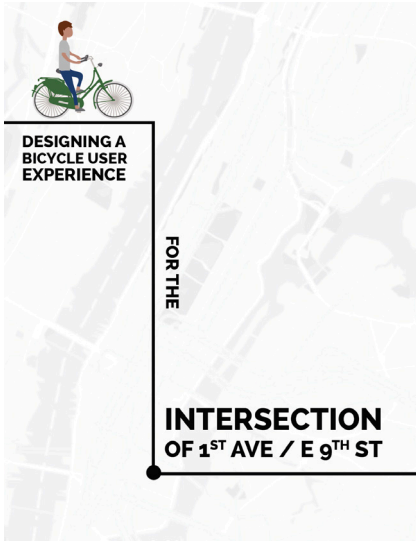 DESIGNING A
BICYCLE USER
EXPERIENCE
FOR THE
INTERSECTION
OF 1ST AVE / E 9TH ST